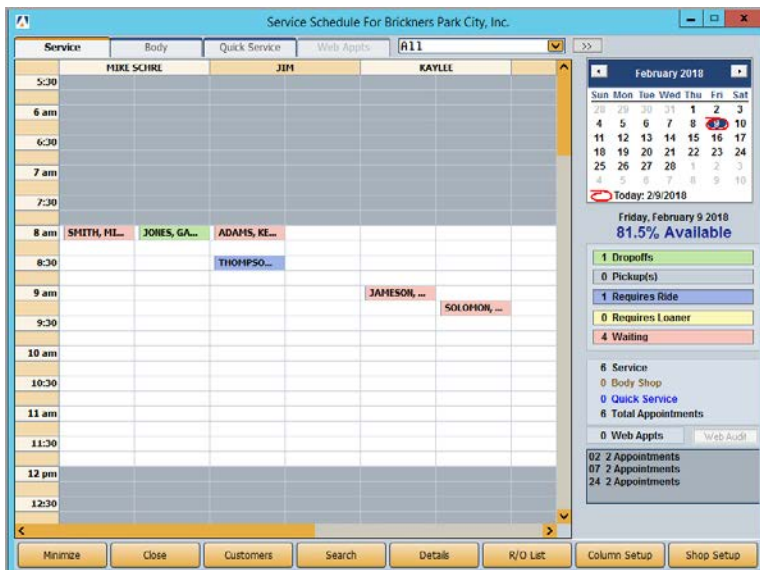 Service Schedule For Brickners Park City, Inc.
Service Body Quick Service Web Appts All >>
MIKE SCHRE JIM KAYLEE
5:30
6 am
6:30
7 am
7:30
8 am SMITH, MI... JONES, GA... ADAMS, KE...
8:30 THOMPSO...
9 am JAMESON, ...
SOLOMON, ...
9:30
10 am
10:30
11 am
11:30
12 pm
12:30
February 2018
Sun Mon Tue Wed Thu Fri Sat
28 29 30 31 1 2 3
4 5 6 7 8 9 10
11 12 13 14 15 16 17
18 19 20 21 22 23 24
25 26 27 28 1 2 3
4 5 6 7 8 9 10
Today: 2/9/2018
Friday, February 9 2018
81.5% Available
1 Dropoffs
0 Pickup(s)
1 Requires Ride
0 Requires Loaner
4 Waiting
6 Service
0 Body Shop
0 Quick Service
6 Total Appointments
0 Web Appts Web Audit
02 2 Appointments
07 2 Appointments
24 2 Appointments
Minimize Close Customers Search Details R/O List Column Setup Shop Setup